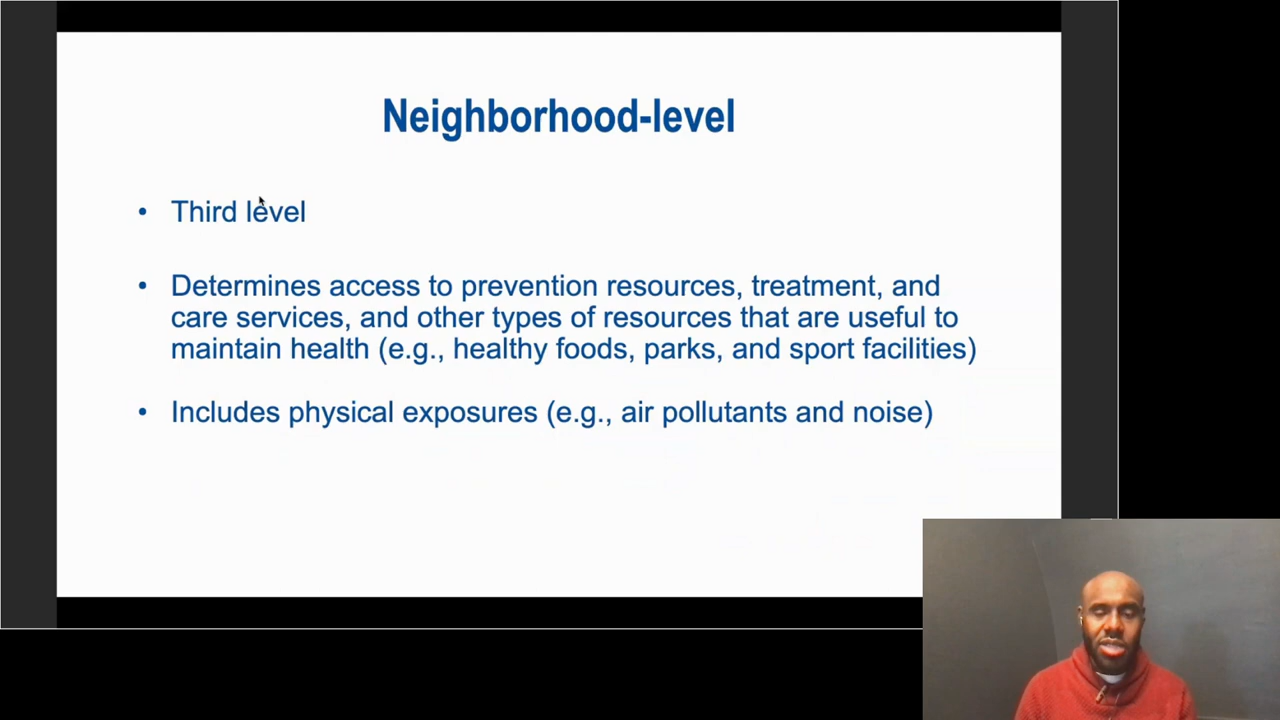 Neighborhood-level
• Third level
• Determines access to prevention resources, treatment, and
care services, and other types of resources that are useful to
maintain health (e.g., healthy foods, parks, and sport facilities)
• Includes physical exposures (e.g., air pollutants and noise)